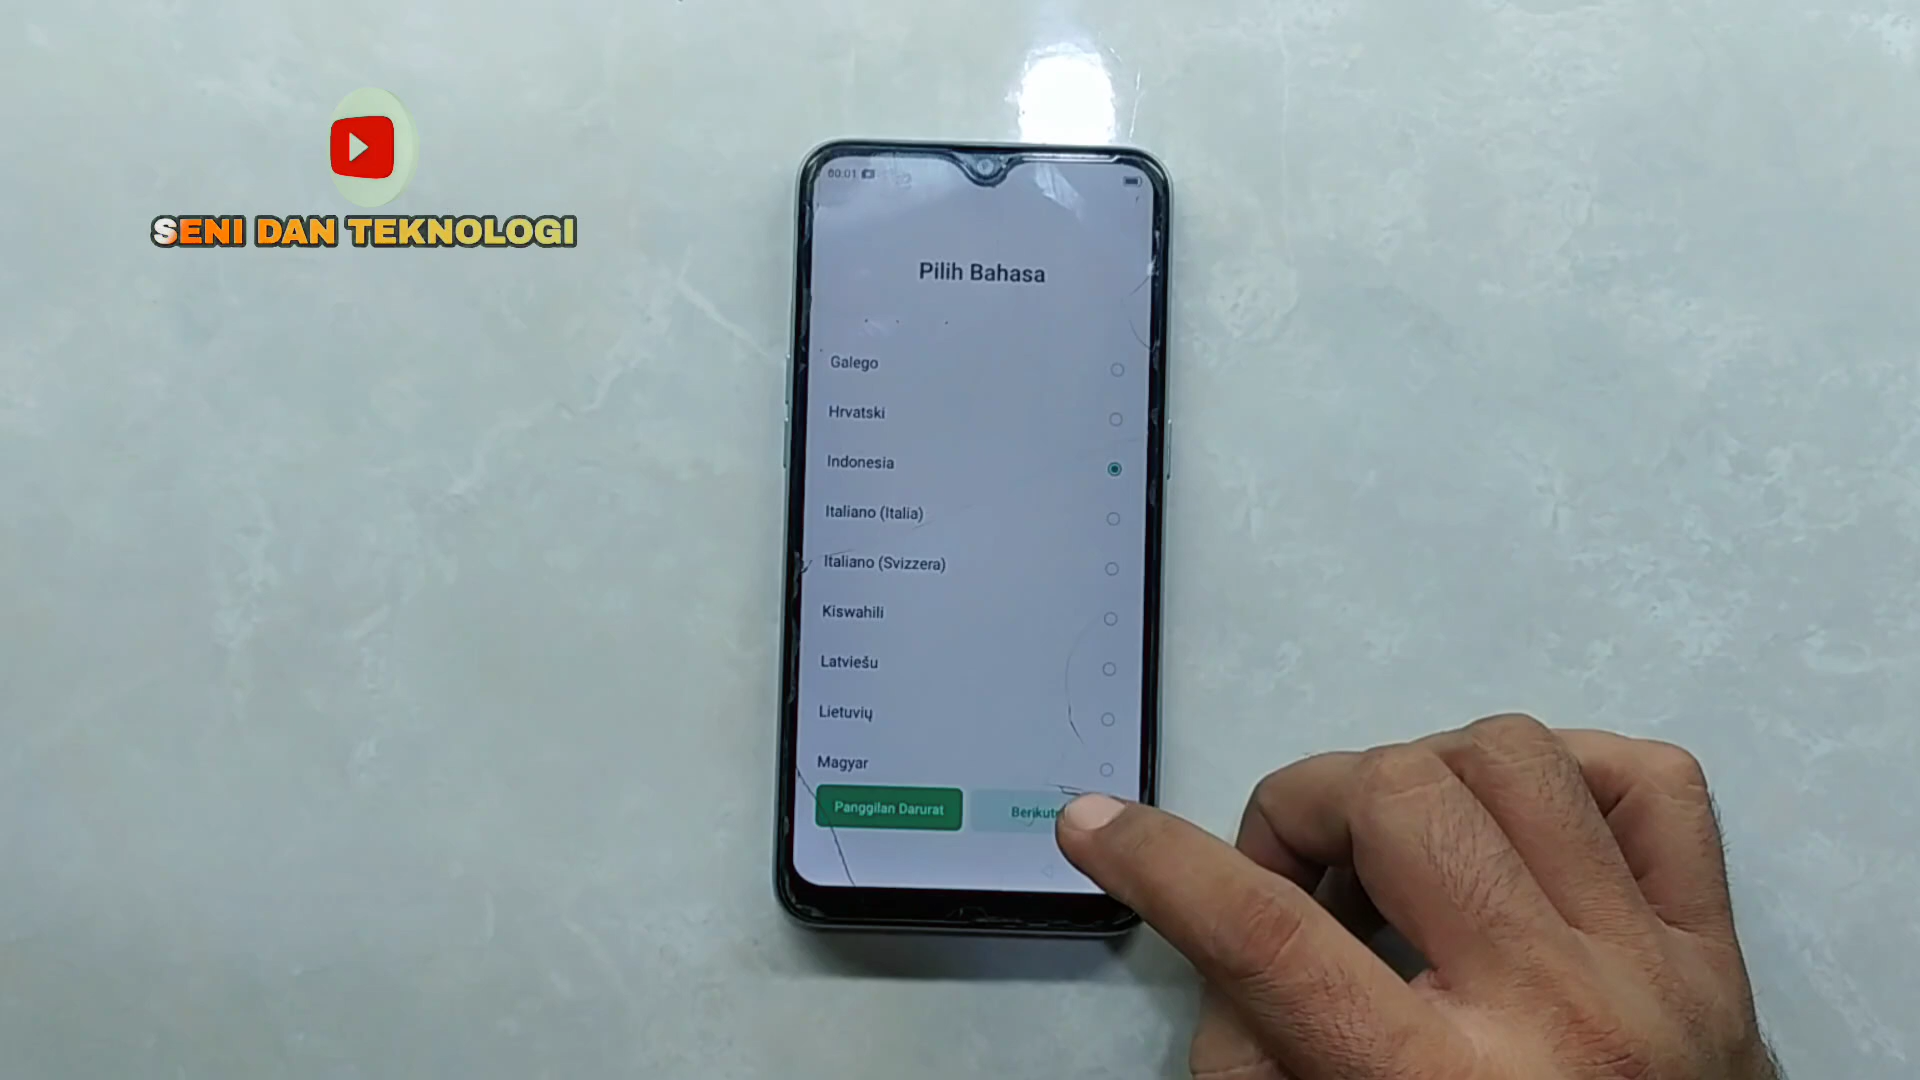 SENI DAN TEKNOLOGI
Pilih Bahasa
Galego
Hrvatski
Indonesia
Italiano (Italia)
Italiano (Svizzera)
Kiswahili
Latviešu
Lietuvių
Magyar
Panggilan Darurat